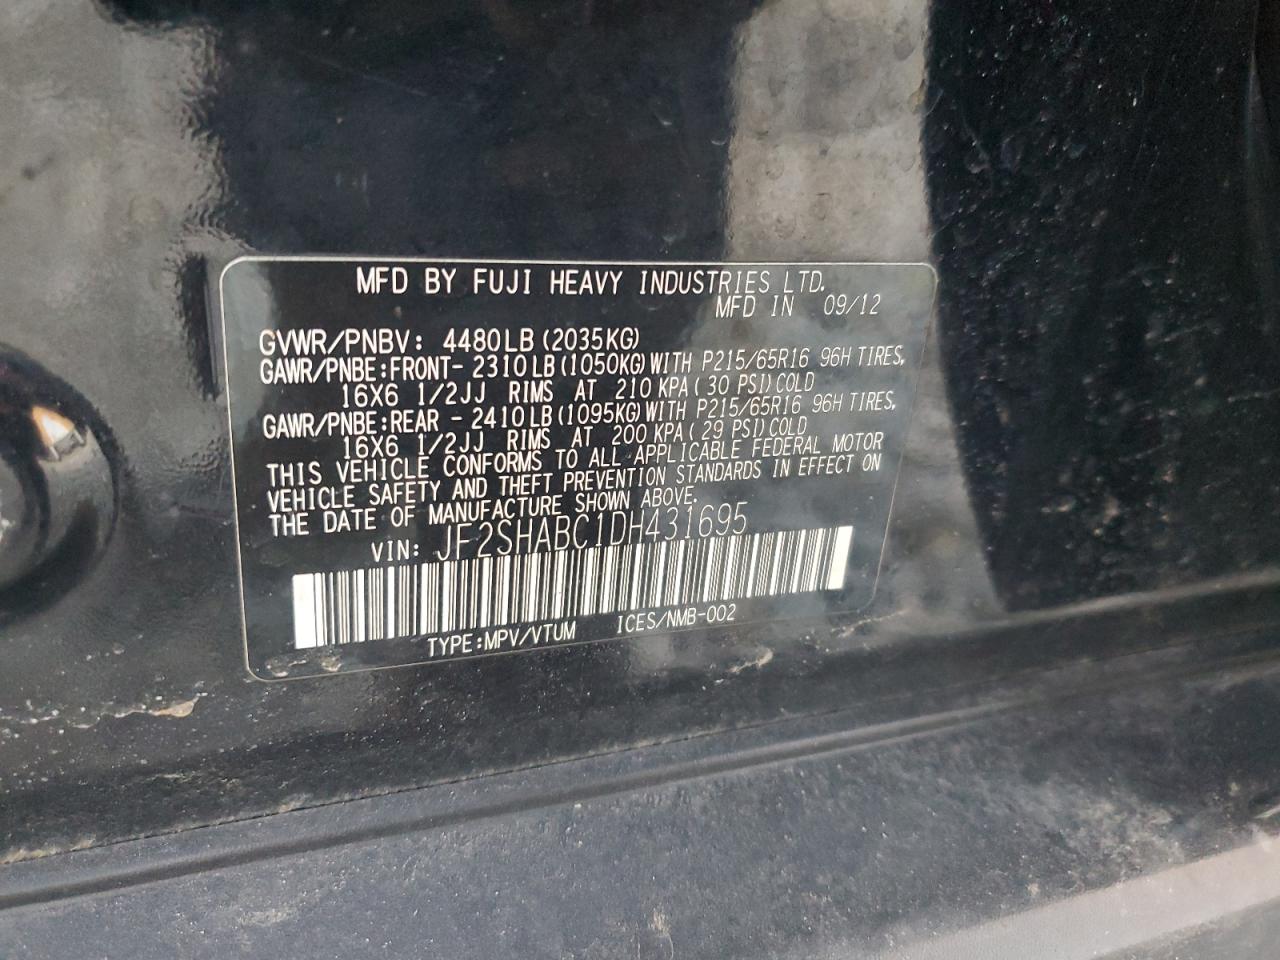 MFD BY FUJI HEAVY INDUSTRIES LTD.
MFD IN 09/12
GVWR/PNBV: 4480LB(2035KG)
GAWR/PNBE:FRONT- 2310LB(1050KG)WITH P215/65R16 96H TIRES,
16X6 1/2JJ RIMS AT 210 KPA(30 PSI)COLD
GAWR/PNBE:REAR - 2410LB(1095KG)WITH P215/65R16 96H TIRES,
16X6 1/2JJ RIMS AT 200 KPA(29 PSI)COLD
THIS VEHICLE CONFORMS TO ALL APPLICABLE FEDERAL MOTOR
VEHICLE SAFETY AND THEFT PREVENTION STANDARDS IN EFFECT ON
THE DATE OF MANUFACTURE SHOWN ABOVE.
VIN: JF2SHABC1DH431695
TYPE:MPV/VTUM ICES/NMB-002